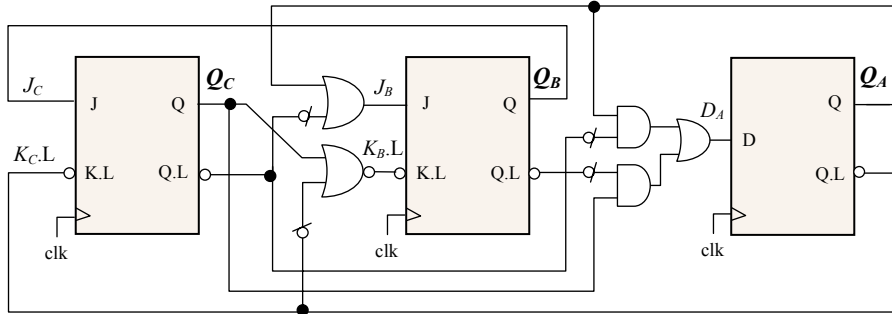 J_C
Q_C
J
Q
K_C.L
K.L
Q.L
clk
J_B
Q_B
J
Q
K_B.L
K.L
Q.L
clk
D_A
Q_A
Q
D
Q.L
clk